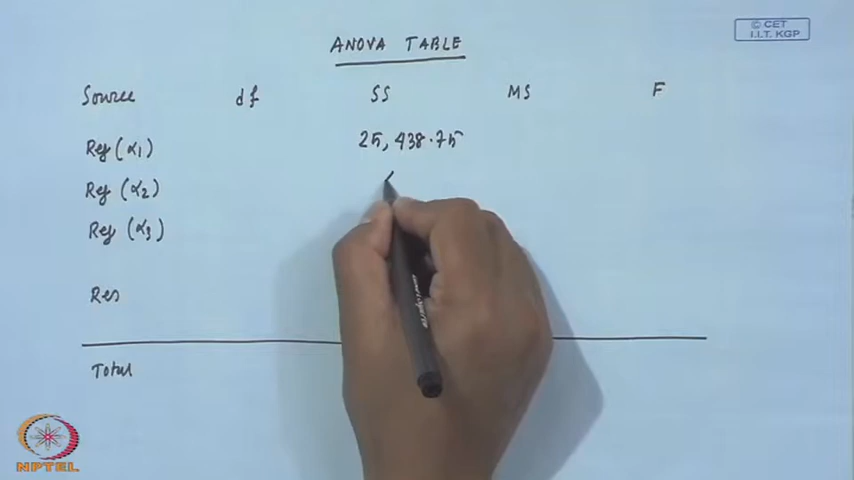 © CET
I.I.T. KGP
ANOVA TABLE
Source df SS MS F
Reg (α1) 25,438.75
Reg (α2)
Reg (α3)
Res
Total
NPTEL